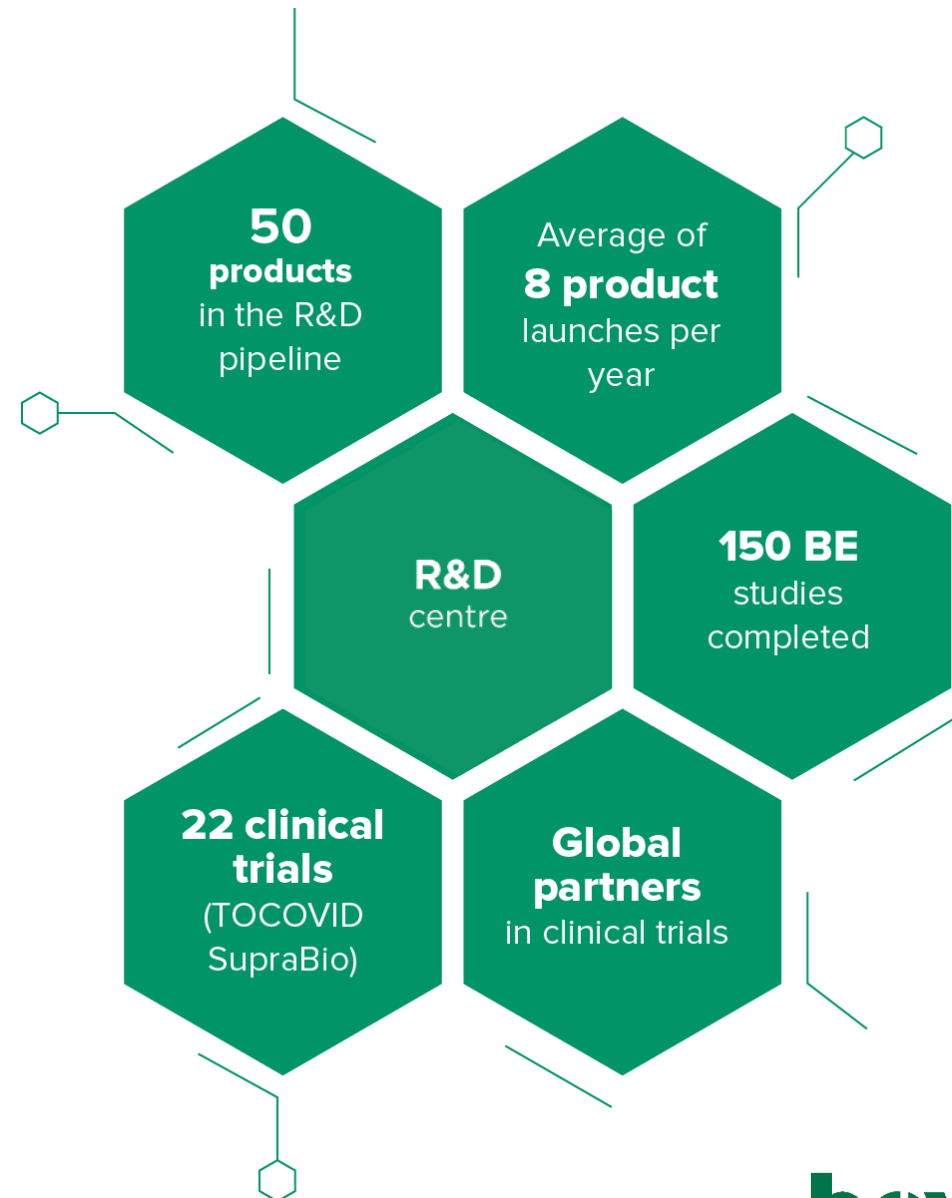 50
products
in the R&D
pipeline
Average of
8 product
launches per
year
R&D
centre
150 BE
studies
completed
22 clinical
trials
(TOCOVID
SupraBio)
Global
partners
in clinical trials